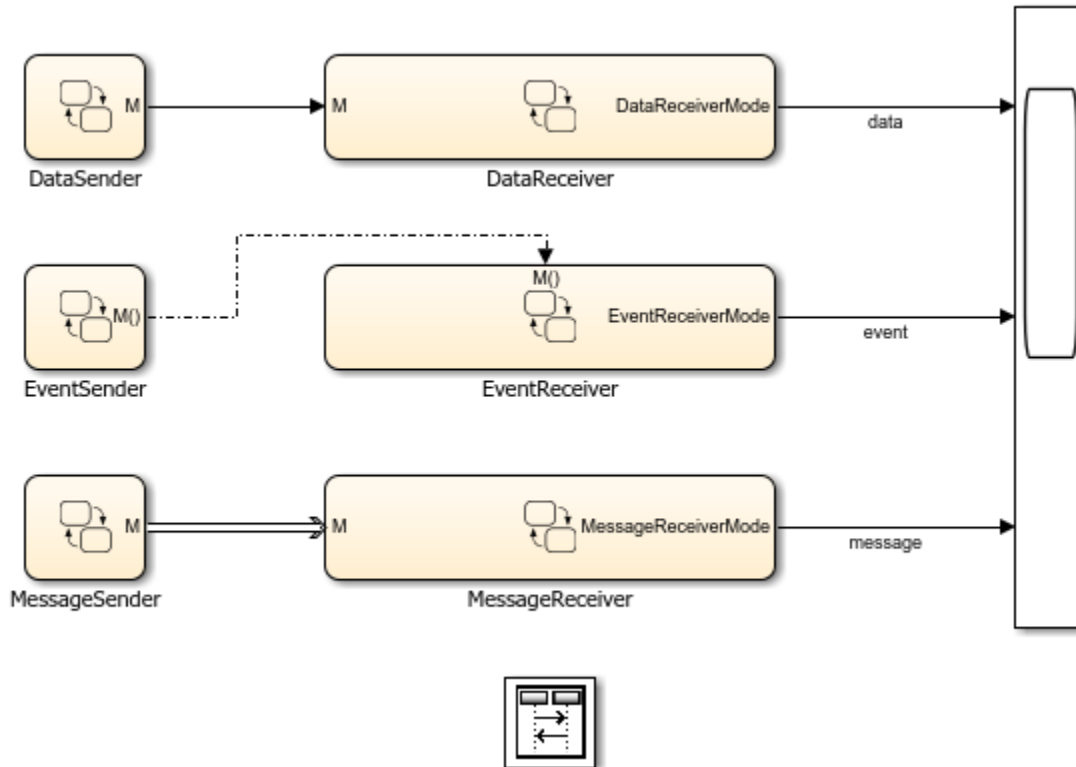 M
M
DataReceiverMode
data
DataSender
DataReceiver
M()
M()
EventReceiverMode
event
EventSender
EventReceiver
M
M
MessageReceiverMode
message
MessageSender
MessageReceiver